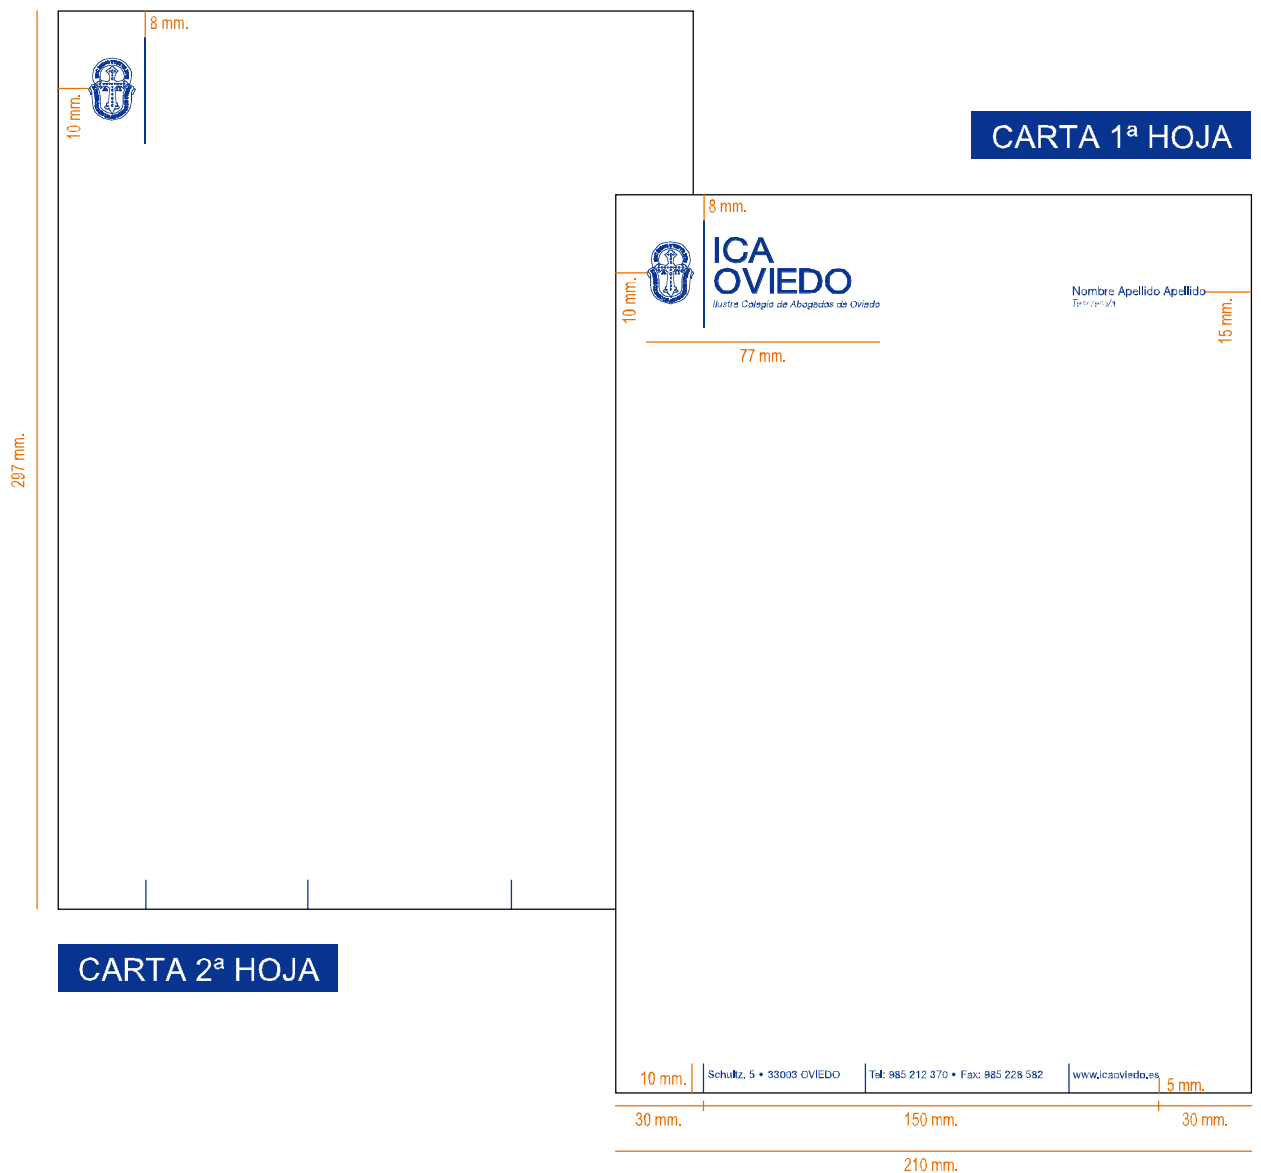 8 mm.
10 mm.
297 mm.
CARTA 2ª HOJA
CARTA 1ª HOJA
8 mm.
ICA
OVIEDO
Ilustre Colegio de Abogados de Oviedo
10 mm.
77 mm.
Nombre Apellido Apellido
15 mm.
10 mm.
Schultz, 5 • 33003 OVIEDO
Tel: 985 212 370 • Fax: 985 228 582
www.icaoviedo.es
5 mm.
30 mm.
150 mm.
30 mm.
210 mm.